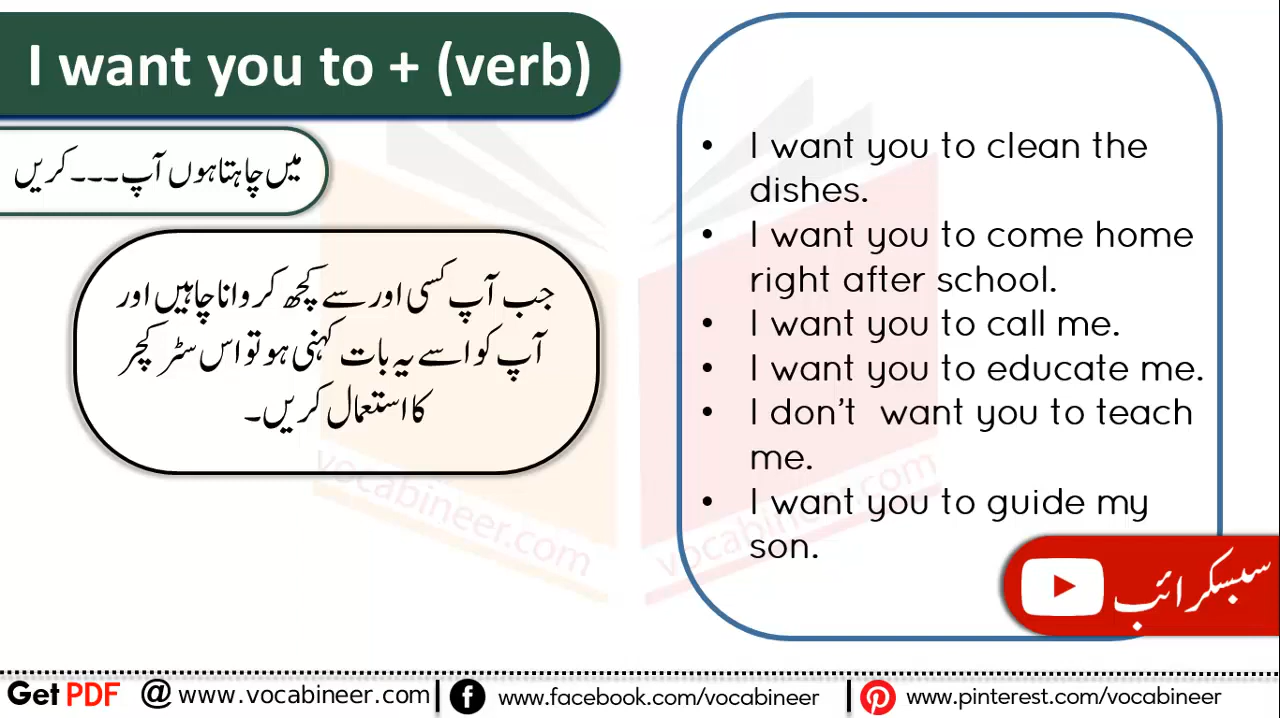 I want you to + (verb)
میں چاہتا ہوں آپ ۔۔۔ کریں
جب آپ کسی اور سے کچھ کروانا چاہیں اور
آپ کو اسے یہ بات کہنی ہو تو اس سٹرکچر
کا استعمال کریں۔
• I want you to clean the
dishes.
• I want you to come home
right after school.
• I want you to call me.
• I want you to educate me.
• I don’t  want you to teach
me.
• I want you to guide my
son.
vocabineer.com
vocabineer.com
سبسکرائب
Get PDF @ www.vocabineer.com | www.facebook.com/vocabineer | www.pinterest.com/vocabineer